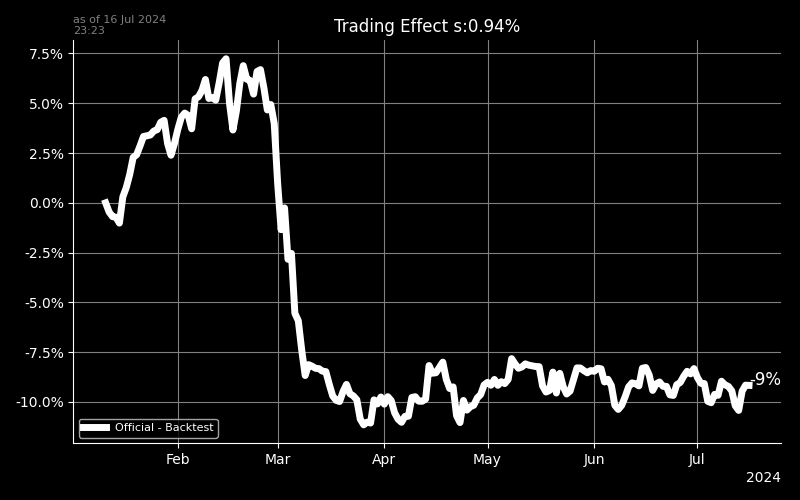 as of 16 Jul 2024
23:23
Trading Effect s:0.94%
7.5%
5.0%
2.5%
0.0%
-2.5%
-5.0%
-7.5%
-10.0%
-9%
Official - Backtest
Feb Mar Apr May Jun Jul
2024